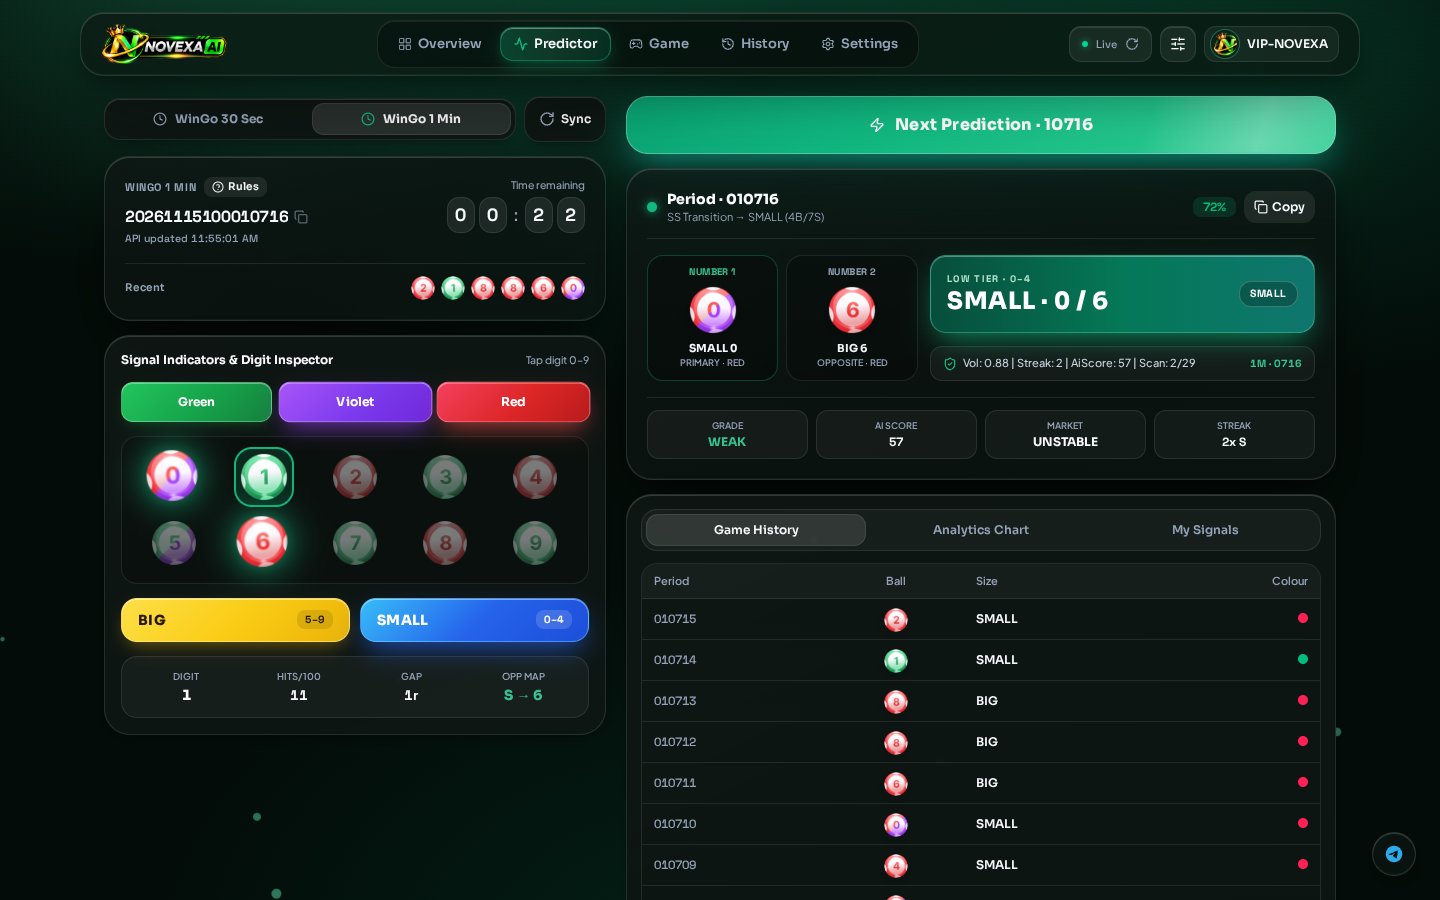 NOVEXA AI
Overview
Predictor
Game
History
Settings
Live
VIP-NOVEXA
WinGo 30 Sec
WinGo 1 Min
Sync
WINGO 1 MIN
Rules
Time remaining
20261115100010716
0 0 : 2 2
API updated 11:55:01 AM
Recent
2 1 8 8 6 0
Signal Indicators & Digit Inspector
Tap digit 0-9
Green
Violet
Red
0 1 2 3 4
5 6 7 8 9
BIG
5-9
SMALL
0-4
DIGIT
1
HITS/100
11
GAP
1r
OPP MAP
S → 6
Next Prediction · 10716
Period · 010716
SS Transition → SMALL (4B/7S)
72%
Copy
NUMBER 1
0
SMALL 0
PRIMARY · RED
NUMBER 2
6
BIG 6
OPPOSITE · RED
LOW TIER · 0-4
SMALL · 0 / 6
SMALL
Vol: 0.88 | Streak: 2 | AiScore: 57 | Scan: 2/29
1M · 0716
GRADE
WEAK
AI SCORE
57
MARKET
UNSTABLE
STREAK
2x S
Game History
Analytics Chart
My Signals
Period Ball Size Colour
010715 2 SMALL
010714 1 SMALL
010713 8 BIG
010712 8 BIG
010711 6 BIG
010710 0 SMALL
010709 4 SMALL